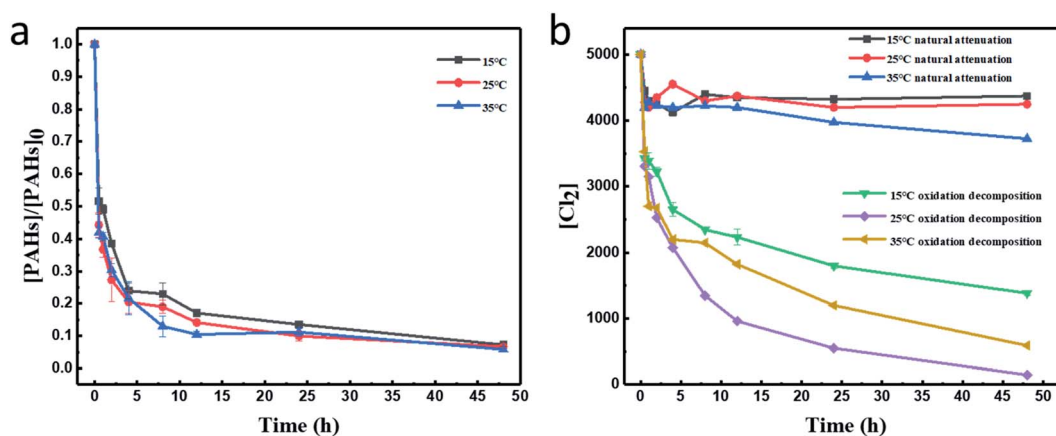 a
1.0
0.9
0.8
0.7
0.6
0.5
0.4
0.3
0.2
0.1
0.0
[PAHs]/[PAHs]0
15°C
25°C
35°C
0 5 10 15 20 25 30 35 40 45 50
Time (h)
b
5000
4000
3000
2000
1000
0
[Cl2]
15°C natural attenuation
25°C natural attenuation
35°C natural attenuation
15°C oxidation decomposition
25°C oxidation decomposition
35°C oxidation decomposition
0 5 10 15 20 25 30 35 40 45 50
Time (h)